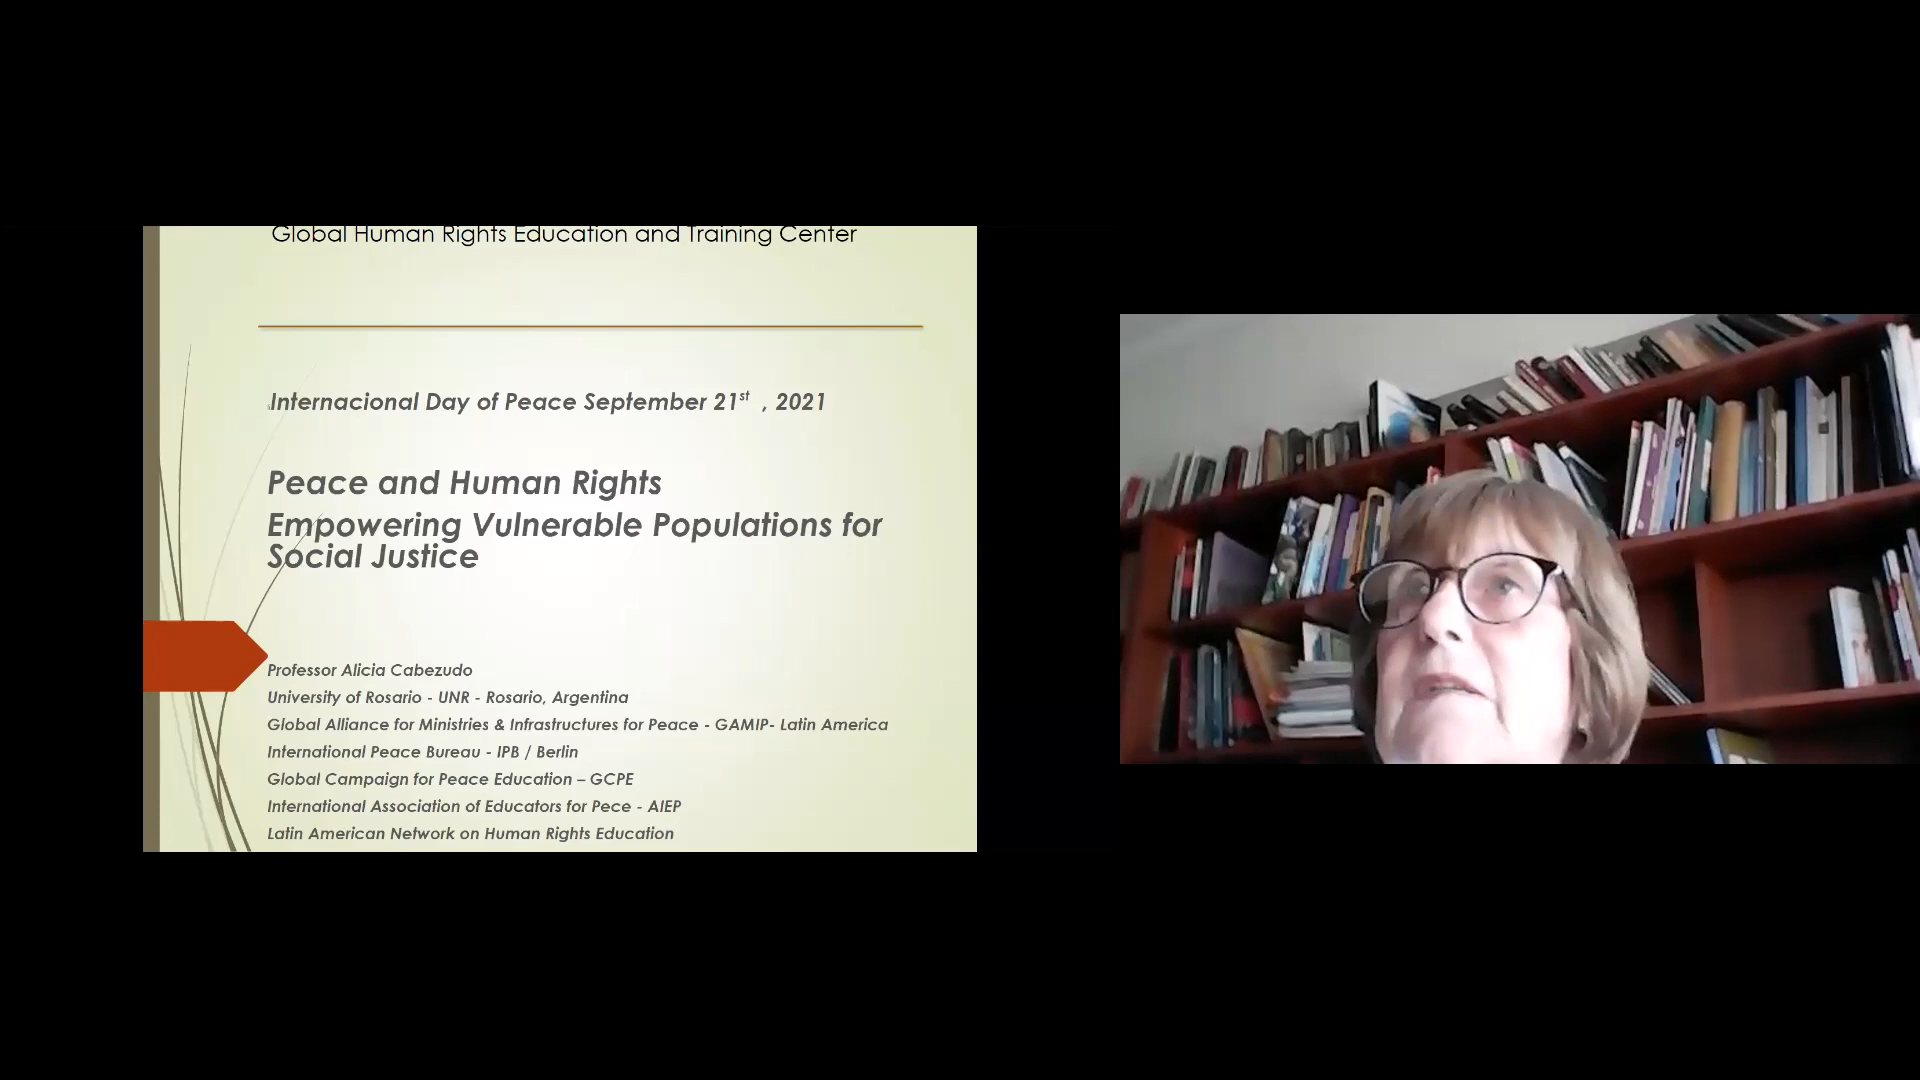 Global Human Rights Education and Training Center
Internacional Day of Peace September 21st , 2021
Peace and Human Rights
Empowering Vulnerable Populations for
Social Justice
Professor Alicia Cabezudo
University of Rosario - UNR - Rosario, Argentina
Global Alliance for Ministries & Infrastructures for Peace - GAMIP- Latin America
International Peace Bureau - IPB / Berlin
Global Campaign for Peace Education – GCPE
International Association of Educators for Pece - AIEP
Latin American Network on Human Rights Education